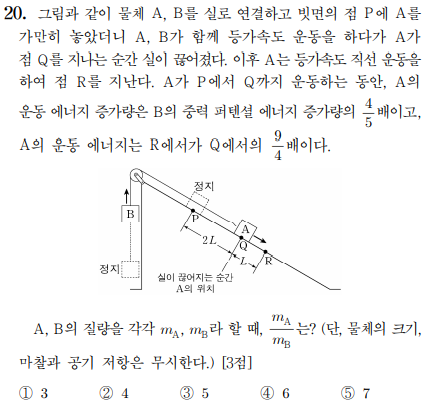 20. 그림과 같이 물체 A, B를 실로 연결하고 빗면의 점 P에 A를
가만히 놓았더니 A, B가 함께 등가속도 운동을 하다가 A가
점 Q를 지나는 순간 실이 끊어졌다. 이후 A는 등가속도 직선 운동을
하여 점 R를 지난다. A가 P에서 Q까지 운동하는 동안, A의
운동 에너지 증가량은 B의 중력 퍼텐셜 에너지 증가량의 4/5배이고,
A의 운동 에너지는 R에서가 Q에서의 9/4배이다.
정지
B
P
A
2L
Q
L
R
정지
실이 끊어지는 순간
A의 위치
A, B의 질량을 각각 mA, mB라 할 때, mA/mB는? (단, 물체의 크기,
마찰과 공기 저항은 무시한다.) [3점]
① 3 ② 4 ③ 5 ④ 6 ⑤ 7